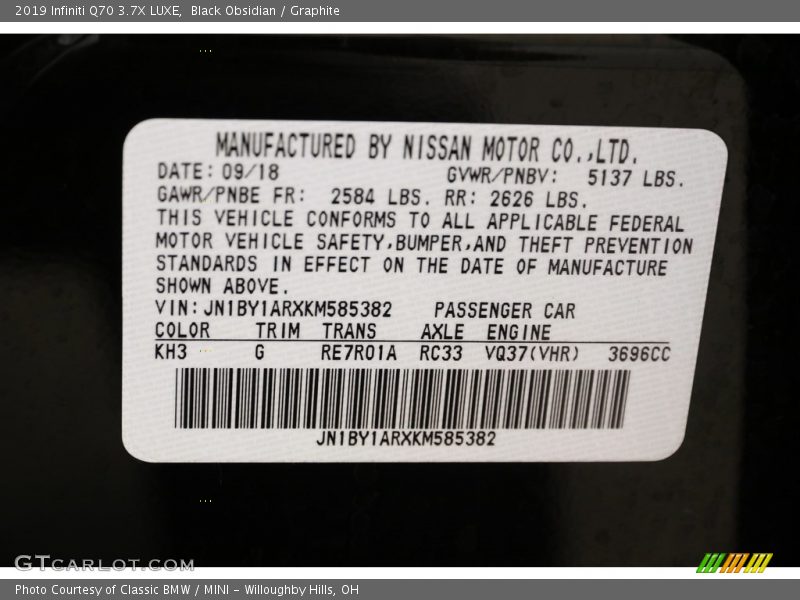 2019 Infiniti Q70 3.7X LUXE, Black Obsidian / Graphite
MANUFACTURED BY NISSAN MOTOR CO.,LTD.
DATE: 09/18 GVWR/PNBV: 5137 LBS.
GAWR/PNBE FR: 2584 LBS. RR: 2626 LBS.
THIS VEHICLE CONFORMS TO ALL APPLICABLE FEDERAL
MOTOR VEHICLE SAFETY,BUMPER,AND THEFT PREVENTION
STANDARDS IN EFFECT ON THE DATE OF MANUFACTURE
SHOWN ABOVE.
VIN: JN1BY1ARXKM585382 PASSENGER CAR
COLOR TRIM TRANS AXLE ENGINE
KH3 G RE7R01A RC33 VQ37(VHR) 3696CC
JN1BY1ARXKM585382
GTCARLOT.COM
Photo Courtesy of Classic BMW / MINI - Willoughby Hills, OH